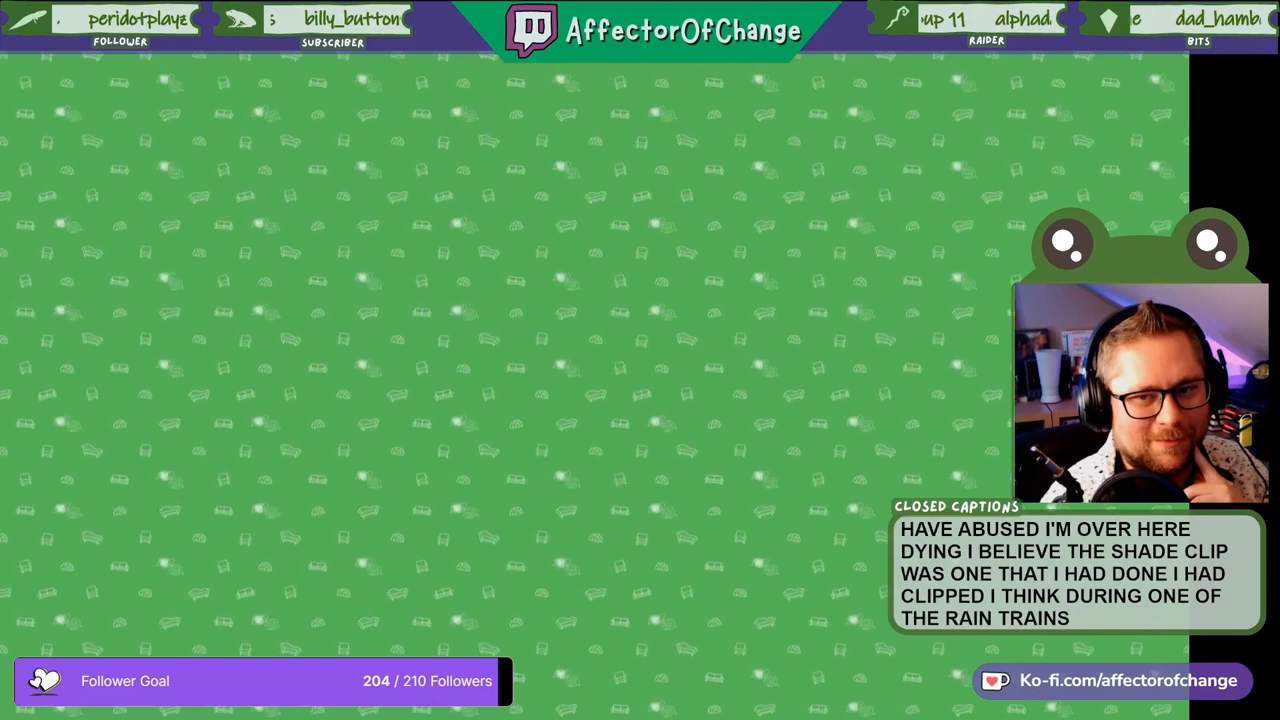 peridotplayz
FOLLOWER
billy_button
SUBSCRIBER
AffectorOfChange
up 11 alphad
RAIDER
dad_hamb
BITS
CLOSED CAPTIONS
HAVE ABUSED I'M OVER HERE
DYING I BELIEVE THE SHADE CLIP
WAS ONE THAT I HAD DONE I HAD
CLIPPED I THINK DURING ONE OF
THE RAIN TRAINS
Follower Goal 204 / 210 Followers
Ko-fi.com/affectorofchange